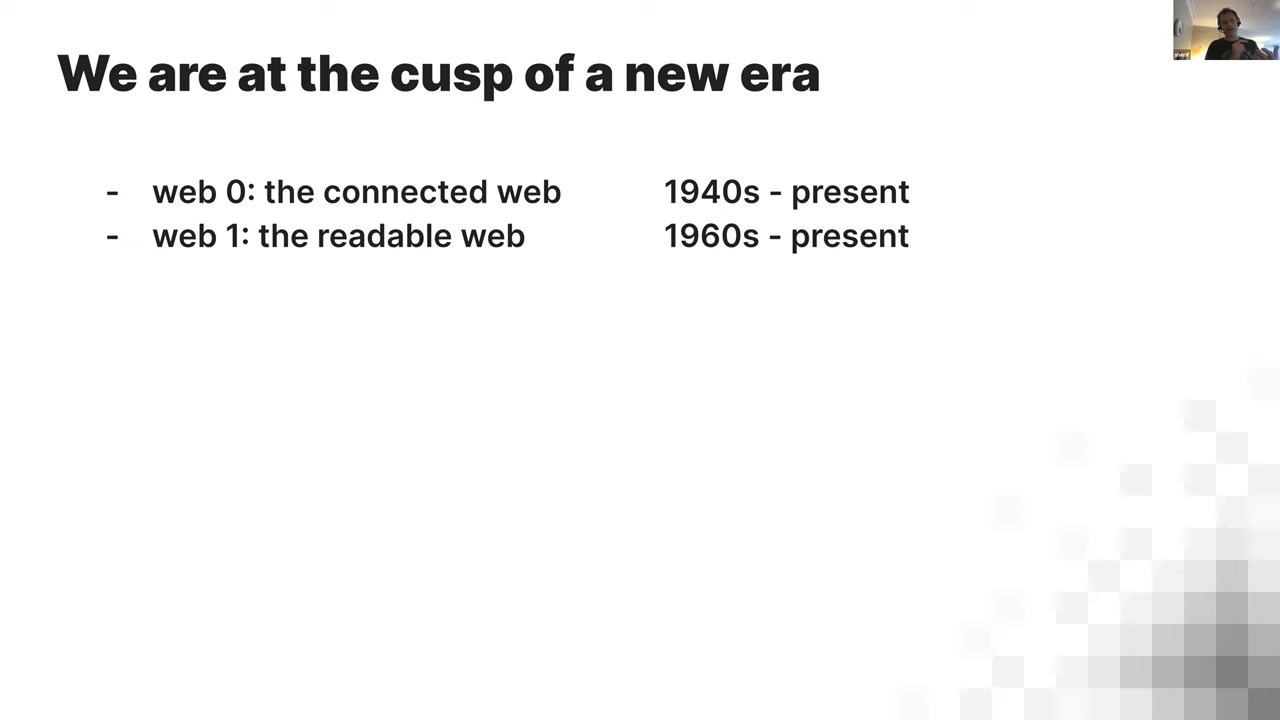 We are at the cusp of a new era
- web 0: the connected web 1940s - present
- web 1: the readable web 1960s - present
sherif